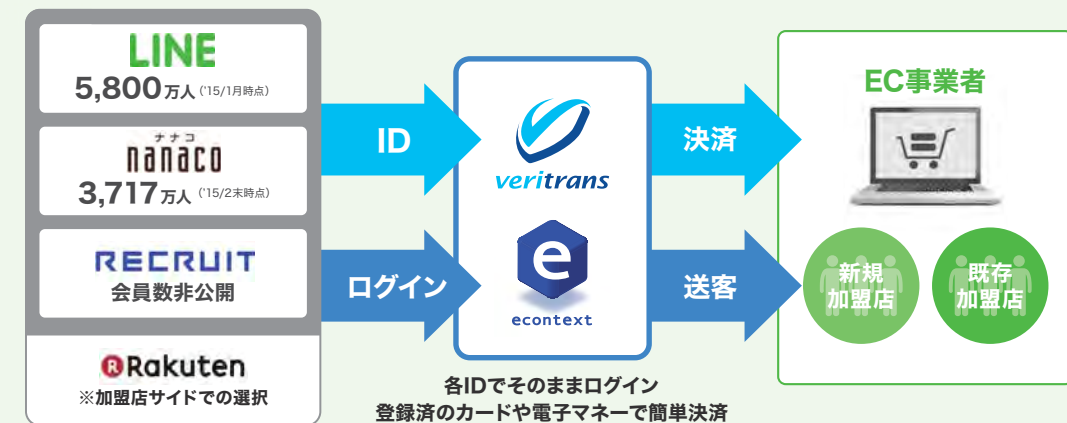 LINE
5,800万人('15/1月時点)
ナナコ
nanaco
3,717万人('15/2末時点)
RECRUIT
会員数非公開
Rakuten
※加盟店サイドでの選択
ID
ログイン
veritrans
e
econtext
各IDでそのままログイン
登録済のカードや電子マネーで簡単決済
決済
送客
EC事業者
新規
加盟店
既存
加盟店